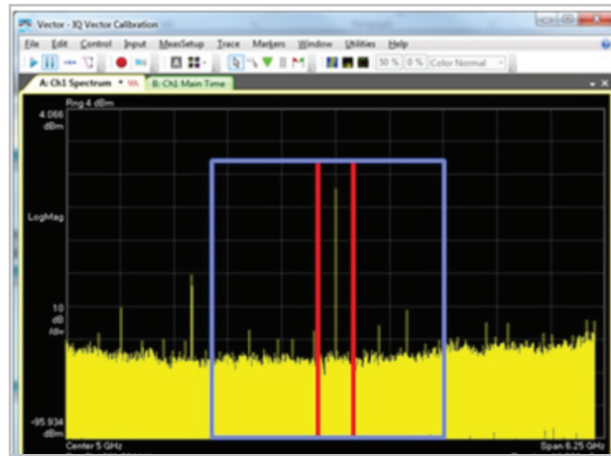 Vector - IQ Vector Calibration
File Edit Control Input MeasSetup Trace Markers Window Utilities Help
50 % 0 % Color Normal
A: Ch1 Spectrum * B: Ch1 Main Time
Rng 4 dBm
4.066
dBm
LogMag
10
dB
/div
-95.934
dBm
Center 5 GHz
Span 6.25 GHz